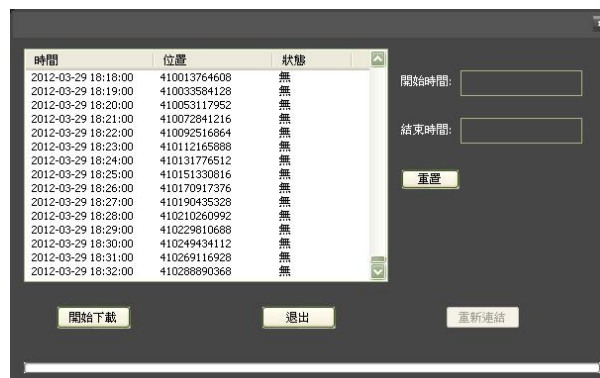 時間 位置 狀態
2012-03-29 18:18:00 410013764608 無
2012-03-29 18:19:00 410033584128 無
2012-03-29 18:20:00 410053117952 無
2012-03-29 18:21:00 410072841216 無
2012-03-29 18:22:00 410092516864 無
2012-03-29 18:23:00 410112165888 無
2012-03-29 18:24:00 410131776512 無
2012-03-29 18:25:00 410151330816 無
2012-03-29 18:26:00 410170917376 無
2012-03-29 18:27:00 410190435328 無
2012-03-29 18:28:00 410210260992 無
2012-03-29 18:29:00 410229810688 無
2012-03-29 18:30:00 410249434112 無
2012-03-29 18:31:00 410269116928 無
2012-03-29 18:32:00 410288890368 無
開始時間:
結束時間:
重置
開始下載 退出 重新連結